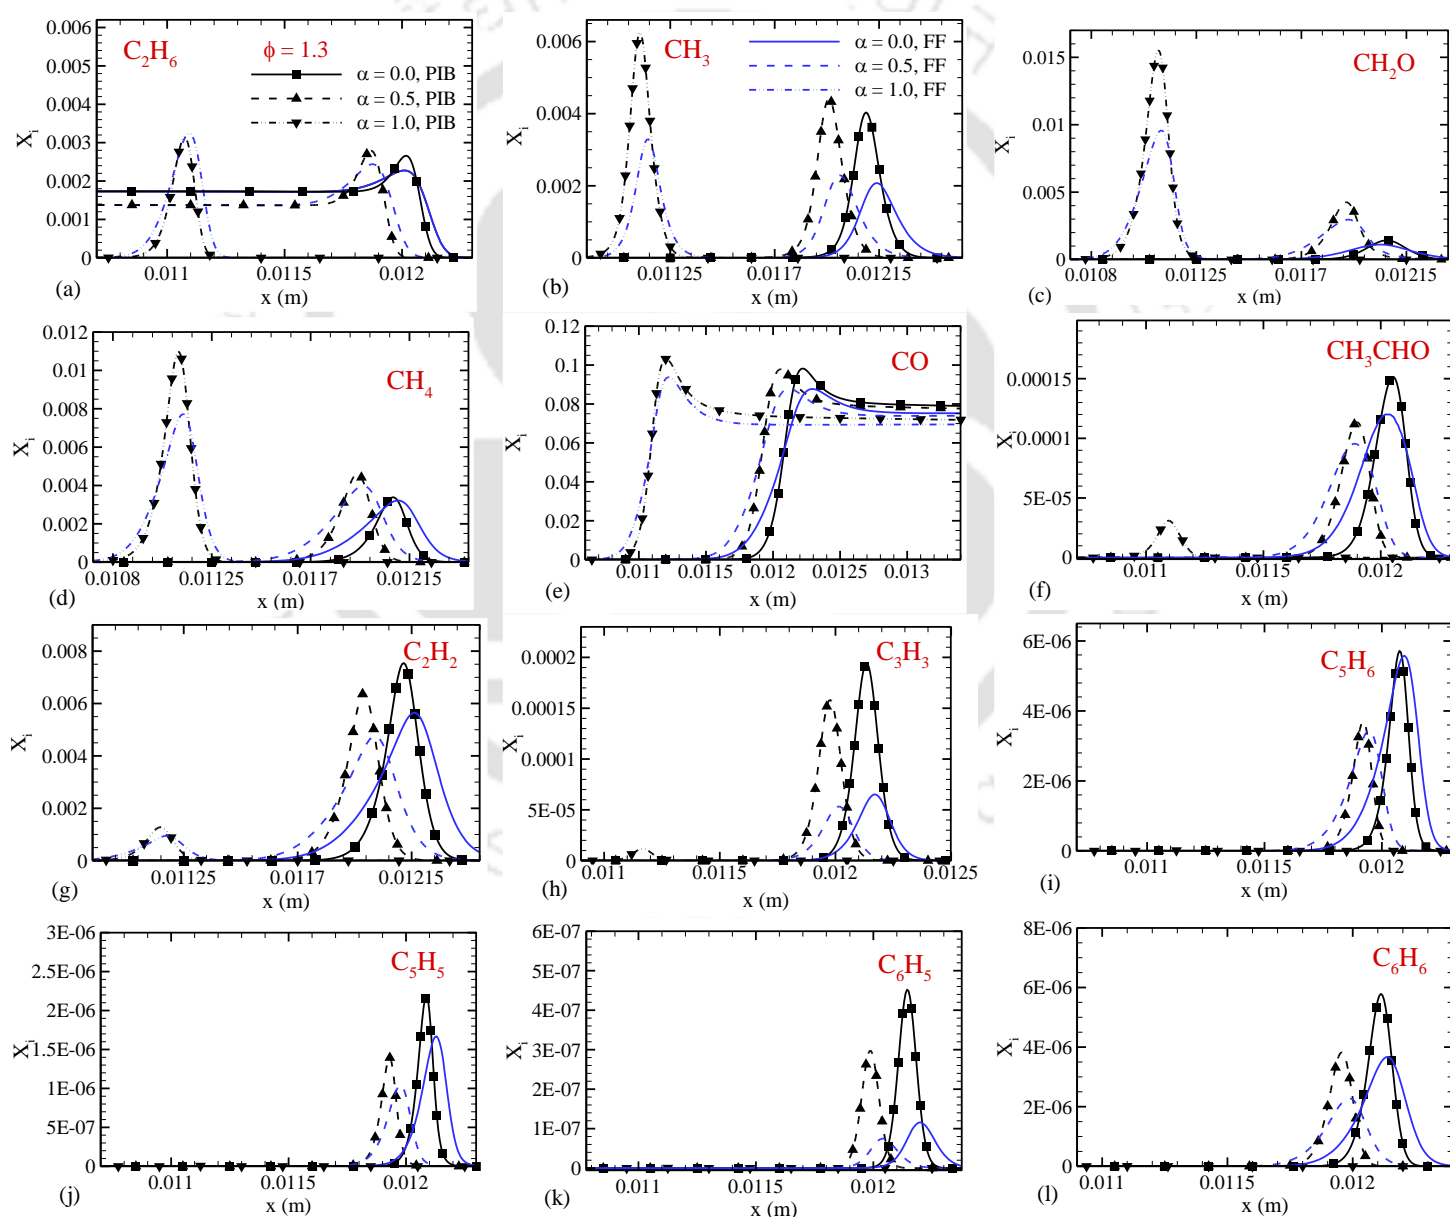 C₂H₆
ϕ = 1.3
α = 0.0, PIB
α = 0.5, PIB
α = 1.0, PIB
0.006
0.005
0.004
0.003
0.002
0.001
0
Xᵢ
0.011 0.0115 0.012
x (m)
(a)
CH₃
α = 0.0, FF
α = 0.5, FF
α = 1.0, FF
0.006
0.004
0.002
0
Xᵢ
0.01125 0.0117 0.01215
x (m)
(b)
CH₂O
0.015
0.01
0.005
0
Xᵢ
0.0108 0.01125 0.0117 0.01215
x (m)
(c)
CH₄
0.012
0.01
0.008
0.006
0.004
0.002
0
Xᵢ
0.0108 0.01125 0.0117 0.01215
x (m)
(d)
CO
0.12
0.1
0.08
0.06
0.04
0.02
0
Xᵢ
0.011 0.0115 0.012 0.0125 0.013
x (m)
(e)
CH₃CHO
0.00015
0.0001
5E-05
0
Xᵢ
0.011 0.0115 0.012
x (m)
(f)
C₂H₂
0.008
0.006
0.004
0.002
0
Xᵢ
0.01125 0.0117 0.01215
x (m)
(g)
C₃H₃
0.0002
0.00015
0.0001
5E-05
0
Xᵢ
0.011 0.0115 0.012 0.0125
x (m)
(h)
C₅H₆
6E-06
4E-06
2E-06
0
Xᵢ
0.011 0.0115 0.012
x (m)
(i)
C₅H₅
3E-06
2.5E-06
2E-06
1.5E-06
1E-06
5E-07
0
Xᵢ
0.011 0.0115 0.012
x (m)
(j)
C₆H₅
6E-07
5E-07
4E-07
3E-07
2E-07
1E-07
0
Xᵢ
0.011 0.0115 0.012
x (m)
(k)
C₆H₆
8E-06
6E-06
4E-06
2E-06
0
Xᵢ
0.011 0.0115 0.012
x (m)
(l)